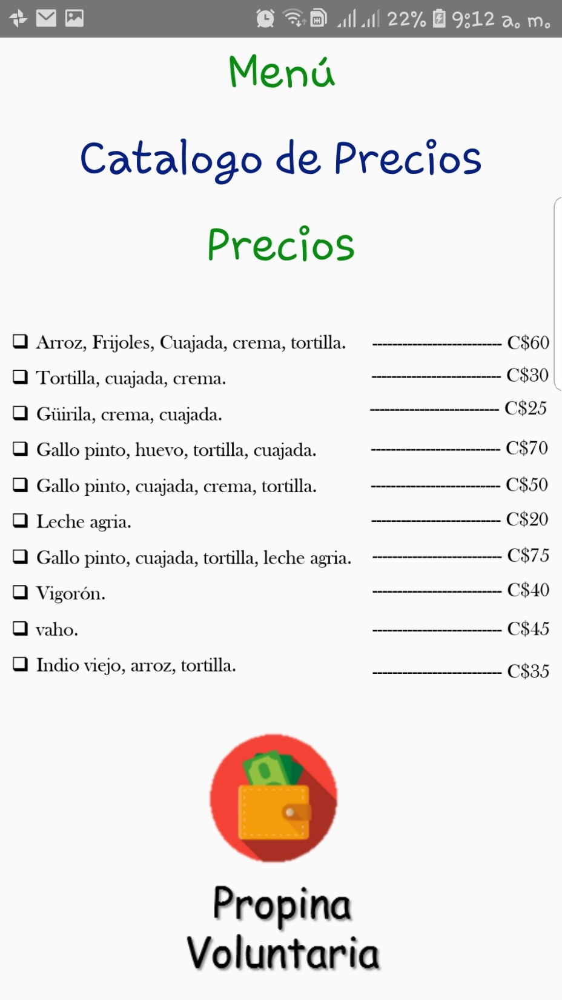 22% 9:12 a. m.
Menú
Catalogo de Precios
Precios
❑ Arroz, Frijoles, Cuajada, crema, tortilla. -------------------------- C$60
❑ Tortilla, cuajada, crema. -------------------------- C$30
❑ Güirila, crema, cuajada. -------------------------- C$25
❑ Gallo pinto, huevo, tortilla, cuajada. -------------------------- C$70
❑ Gallo pinto, cuajada, crema, tortilla. -------------------------- C$50
❑ Leche agria. -------------------------- C$20
❑ Gallo pinto, cuajada, tortilla, leche agria. -------------------------- C$75
❑ Vigorón. -------------------------- C$40
❑ vaho. -------------------------- C$45
❑ Indio viejo, arroz, tortilla. -------------------------- C$35
Propina
Voluntaria